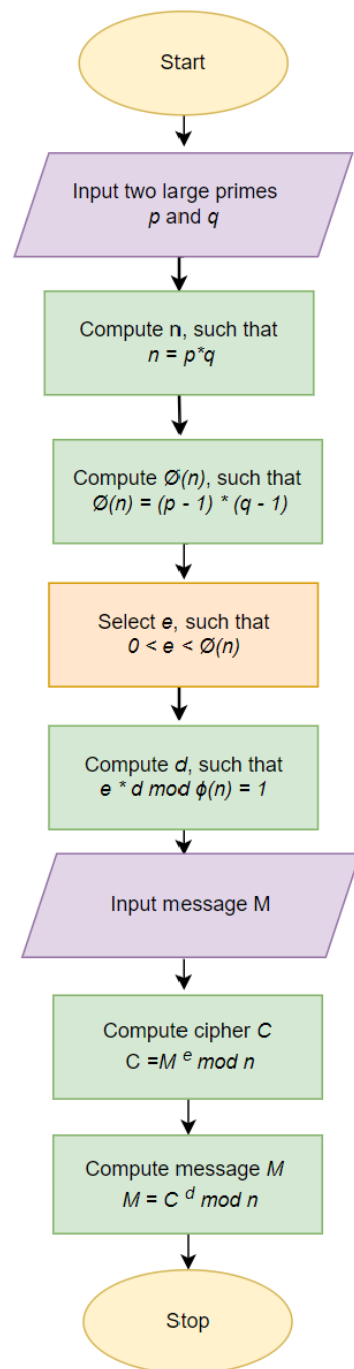 Start
Input two large primes
p and q
Compute n, such that
n = p*q
Compute Ø(n), such that
Ø(n) = (p - 1) * (q - 1)
Select e, such that
0 < e < Ø(n)
Compute d, such that
e * d mod ϕ(n) = 1
Input message M
Compute cipher C
C =M ^e mod n
Compute message M
M = C ^d mod n
Stop